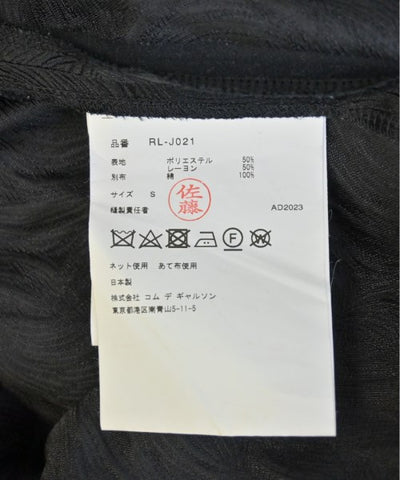 品番 RL-J021
表地 ポリエステル 50%
レーヨン 50%
別布 綿 100%
サイズ S
佐藤
縫製責任者 AD2023
F
W
ネット使用 あて布使用
日本製
株式会社 コム デ ギャルソン
東京都港区南青山5-11-5